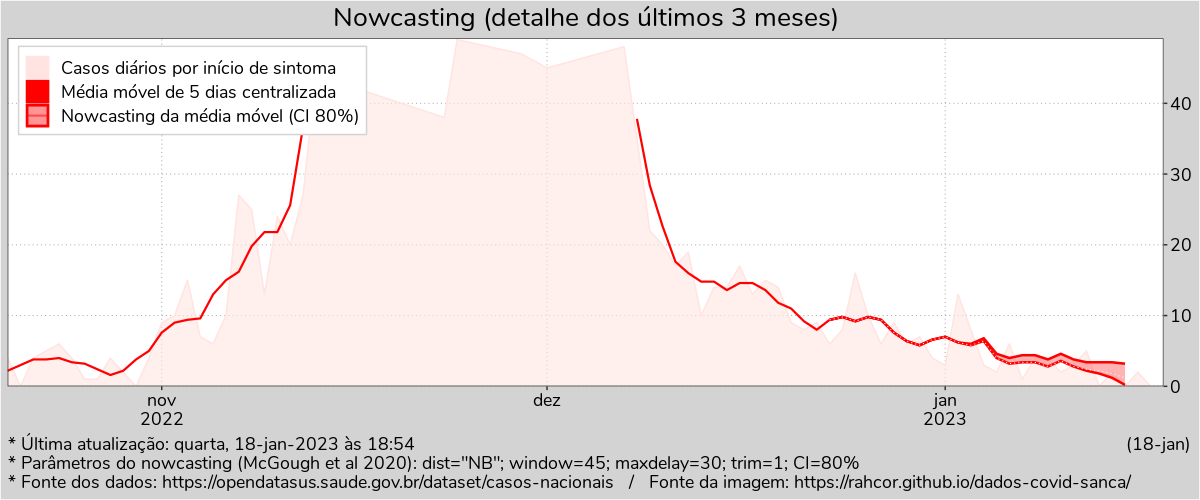 Nowcasting (detalhe dos últimos 3 meses)
Casos diários por início de sintoma
Média móvel de 5 dias centralizada
Nowcasting da média móvel (CI 80%)
40
30
20
10
0
nov dez jan
2022 2023
* Última atualização: quarta, 18-jan-2023 às 18:54 (18-jan)
* Parâmetros do nowcasting (McGough et al 2020): dist="NB"; window=45; maxdelay=30; trim=1; CI=80%
* Fonte dos dados: https://opendatasus.saude.gov.br/dataset/casos-nacionais / Fonte da imagem: https://rahcor.github.io/dados-covid-sanca/